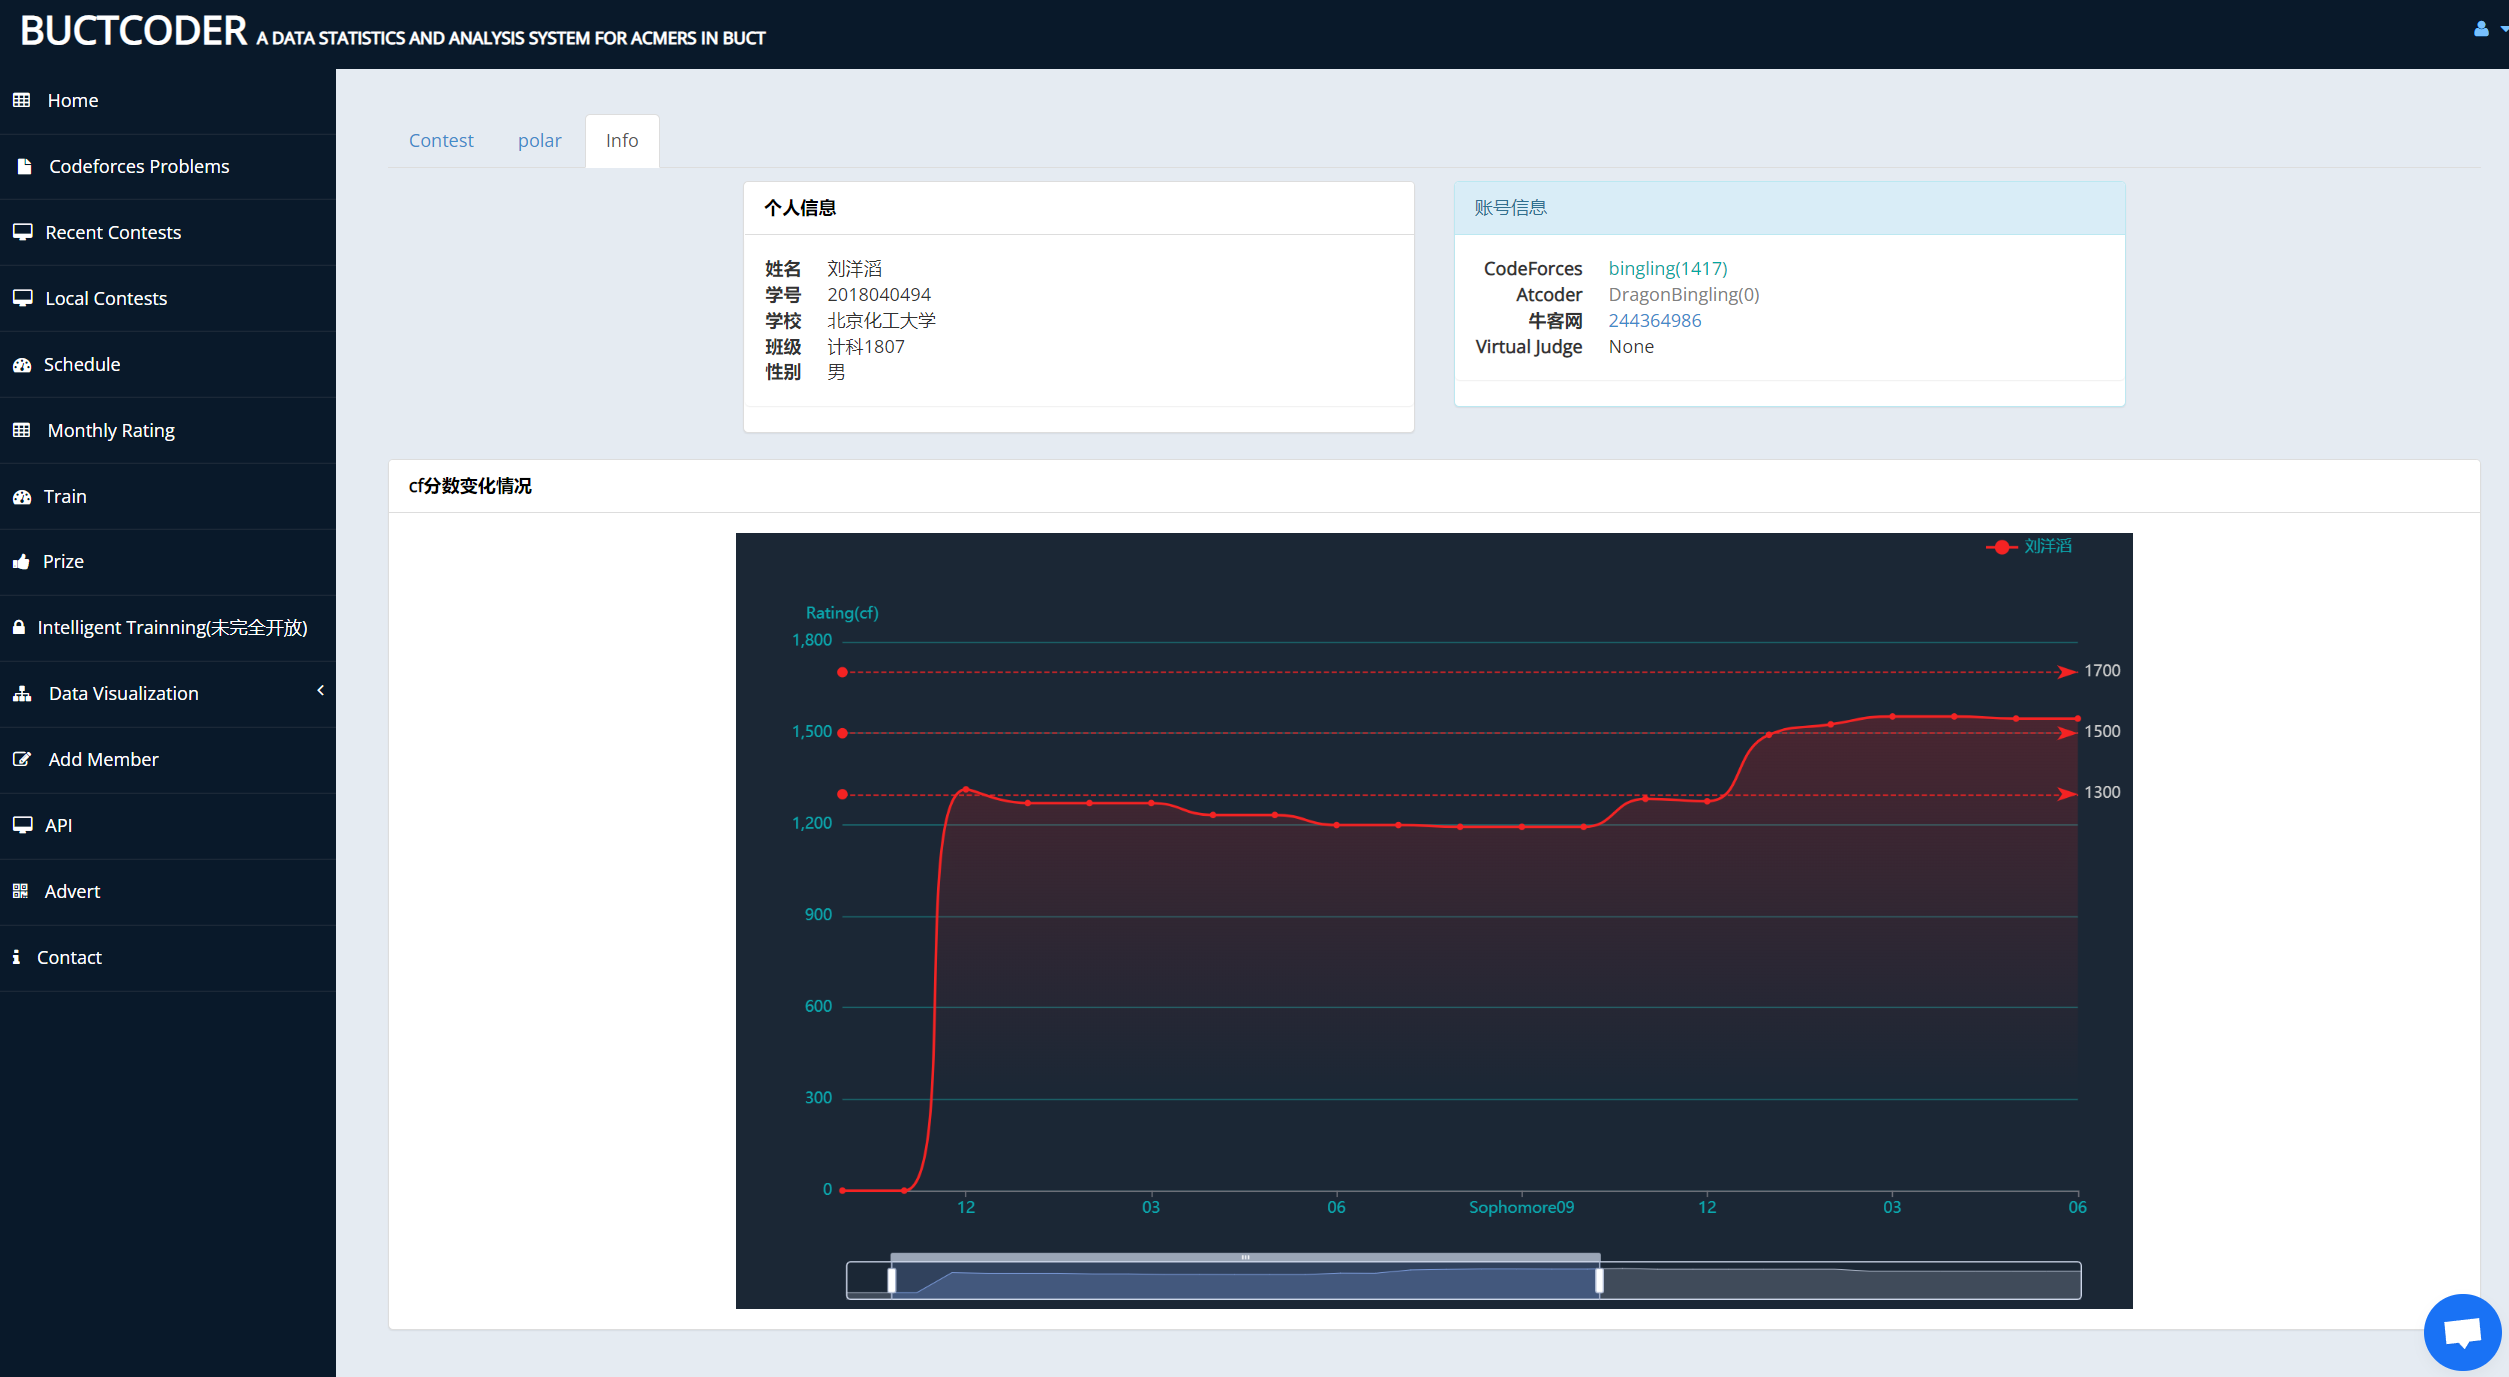 BUCTCODER A DATA STATISTICS AND ANALYSIS SYSTEM FOR ACMERS IN BUCT
Home
Codeforces Problems
Recent Contests
Local Contests
Schedule
Monthly Rating
Train
Prize
Intelligent Trainning(未完全开放)
Data Visualization
Add Member
API
Advert
Contact
Contest polar Info
个人信息
姓名 刘洋滔
学号 2018040494
学校 北京化工大学
班级 计科1807
性别 男
账号信息
CodeForces bingling(1417)
Atcoder DragonBingling(0)
牛客网 244364986
Virtual Judge None
cf分数变化情况
刘洋滔
Rating(cf)
1,800
1700
1,500
1500
1300
1,200
900
600
300
0
12 03 06 Sophomore09 12 03 06